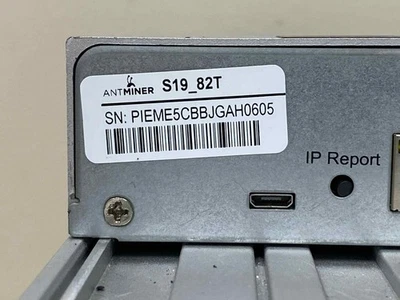 ANTMINER S19_82T
SN: PIEME5CBBJGAH0605
IP Report